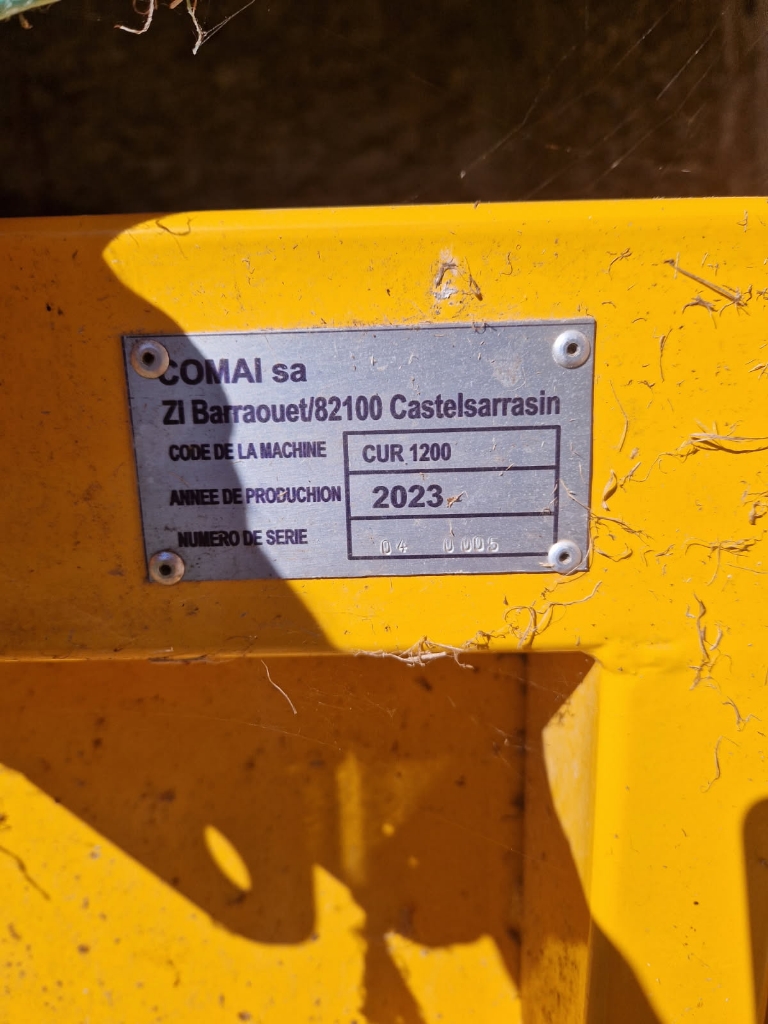 COMAI sa
ZI Barraouet/82100 Castelsarrasin
CODE DE LA MACHINE CUR 1200
ANNEE DE PRODUCHION 2023
NUMERO DE SERIE 04 0005